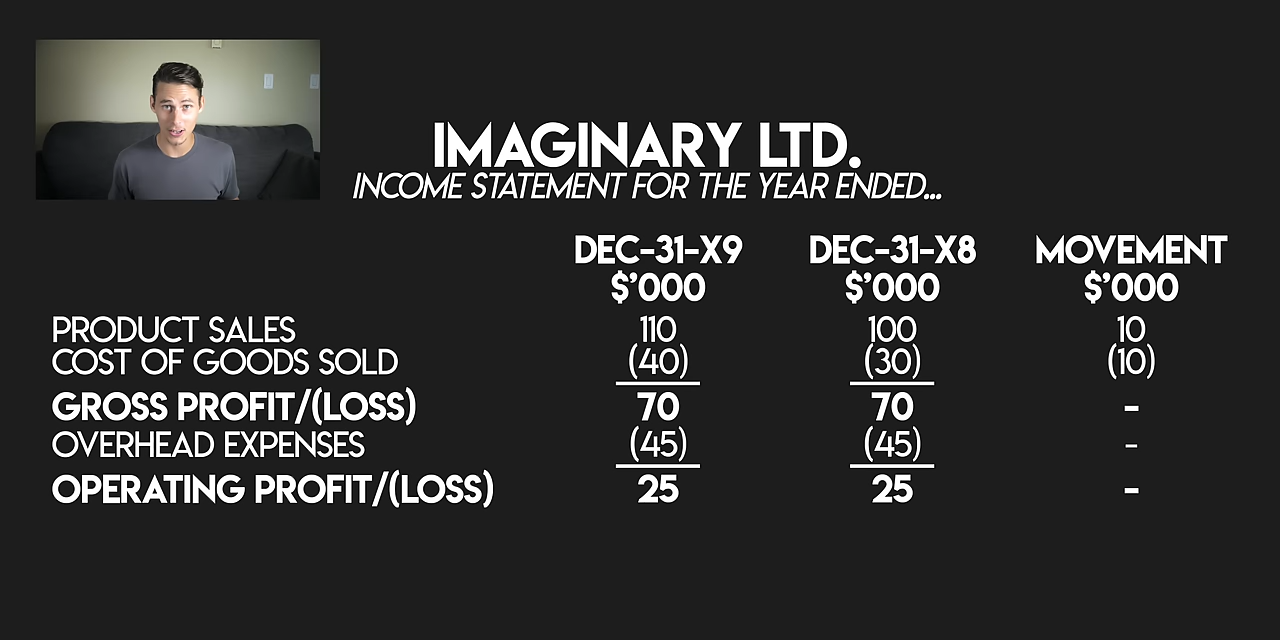 IMAGINARY LTD.
INCOME STATEMENT FOR THE YEAR ENDED...
DEC-31-X9 DEC-31-X8 MOVEMENT
$'000 $'000 $'000
PRODUCT SALES 110 100 10
COST OF GOODS SOLD (40) (30) (10)
GROSS PROFIT/(LOSS) 70 70 -
OVERHEAD EXPENSES (45) (45) -
OPERATING PROFIT/(LOSS) 25 25 -